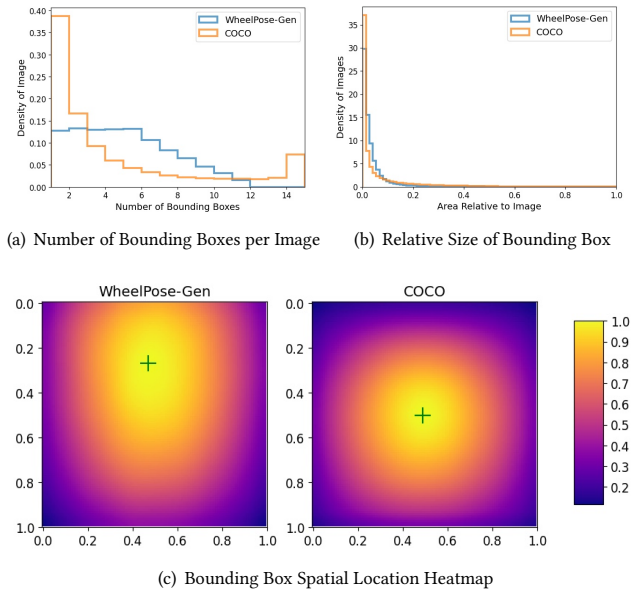 0.40
0.35
0.30
0.25
0.20
0.15
0.10
0.05
0.00
Density of Image
2 4 6 8 10 12 14
Number of Bounding Boxes
WheelPose-Gen
COCO
(a) Number of Bounding Boxes per Image
35
30
25
20
15
10
5
0
Density of Images
0.0 0.2 0.4 0.6 0.8 1.0
Area Relative to Image
WheelPose-Gen
COCO
(b) Relative Size of Bounding Box
WheelPose-Gen
0.0
0.2
0.4
0.6
0.8
1.0
0.0 0.2 0.4 0.6 0.8 1.0
COCO
0.0
0.2
0.4
0.6
0.8
1.0
0.0 0.2 0.4 0.6 0.8 1.0
1.0
0.9
0.8
0.7
0.6
0.5
0.4
0.3
0.2
(c) Bounding Box Spatial Location Heatmap